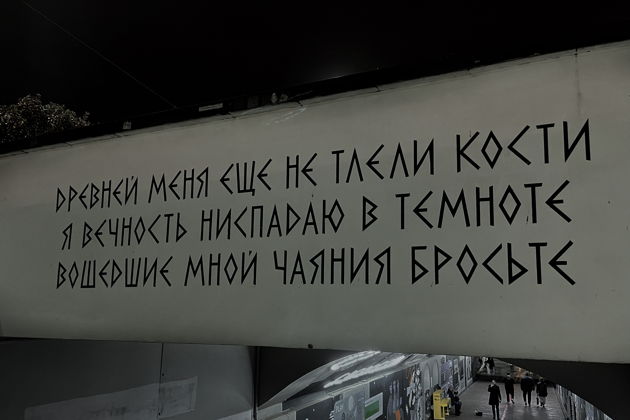 ДРЕВНЕЙ МЕНЯ ЕЩЕ НЕ ТЛЕЛИ КОСТИ
Я ВЕЧНОСТЬ НИСПАДАЮ В ТЕМНОТЕ
ВОШЕДШИЕ МНОЙ ЧАЯНИЯ БРОСЬТЕ